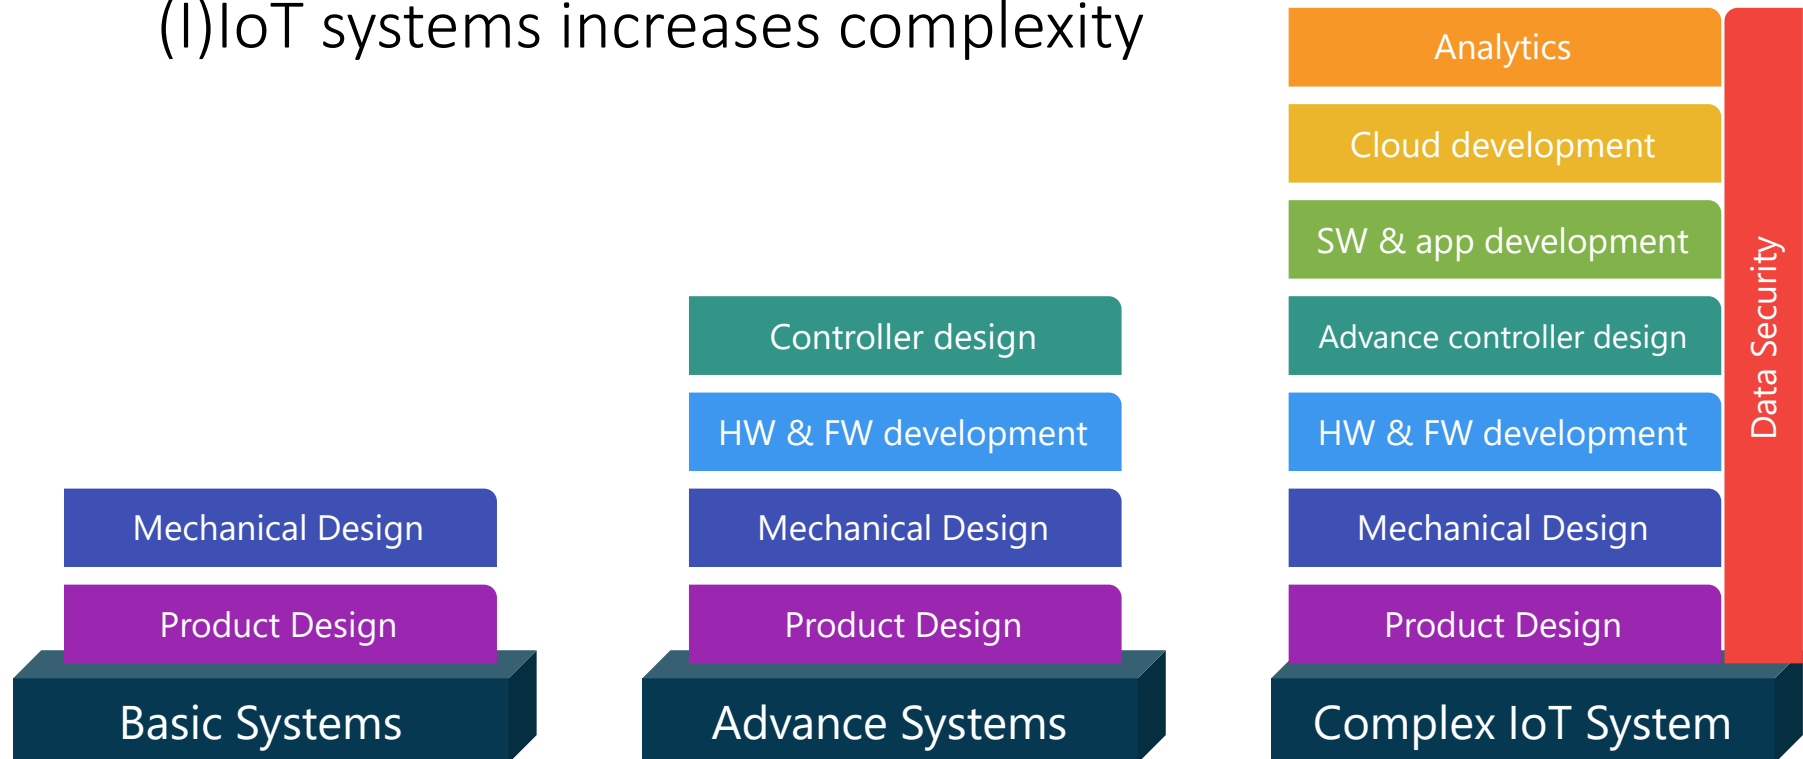 (I)IoT systems increases complexity
Mechanical Design
Product Design
Basic Systems
Controller design
HW & FW development
Mechanical Design
Product Design
Advance Systems
Analytics
Cloud development
SW & app development
Advance controller design
HW & FW development
Mechanical Design
Product Design
Data Security
Complex IoT System